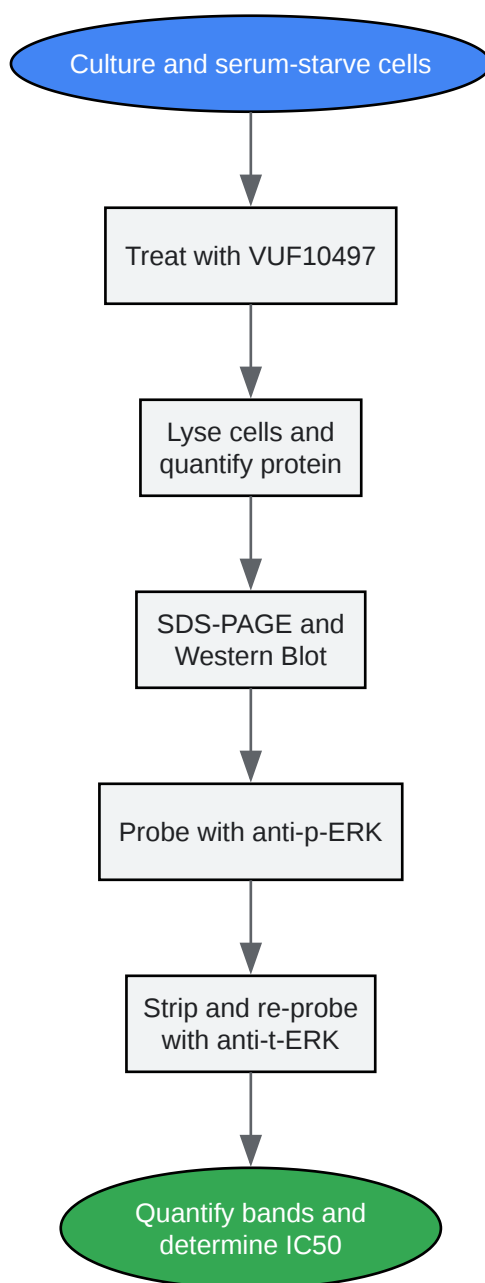 Culture and serum-starve cells
Treat with VUF10497
Lyse cells and
quantify protein
SDS-PAGE and
Western Blot
Probe with anti-p-ERK
Strip and re-probe
with anti-t-ERK
Quantify bands and
determine IC50